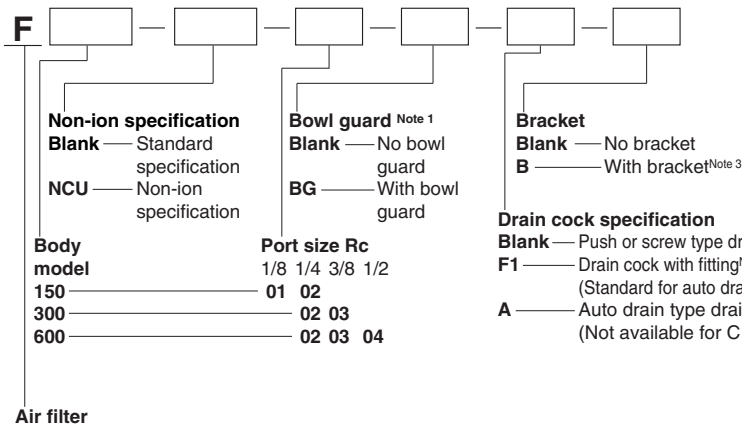 F
Non-ion specification
Blank — Standard
specification
NCU — Non-ion
specification
Bowl guard Note 1
Blank — No bowl
guard
BG — With bowl
guard
Bracket
Blank — No bracket
B — With bracket Note 3
Drain cock specification
Blank — Push or screw type
F1 — Drain cock with fitting
(Standard for auto
A — Auto drain type
(Not available for
Body
model
Port size Rc
1/8 1/4 3/8 1/2
150 01 02
300 02 03
600 02 03 04
Air filter